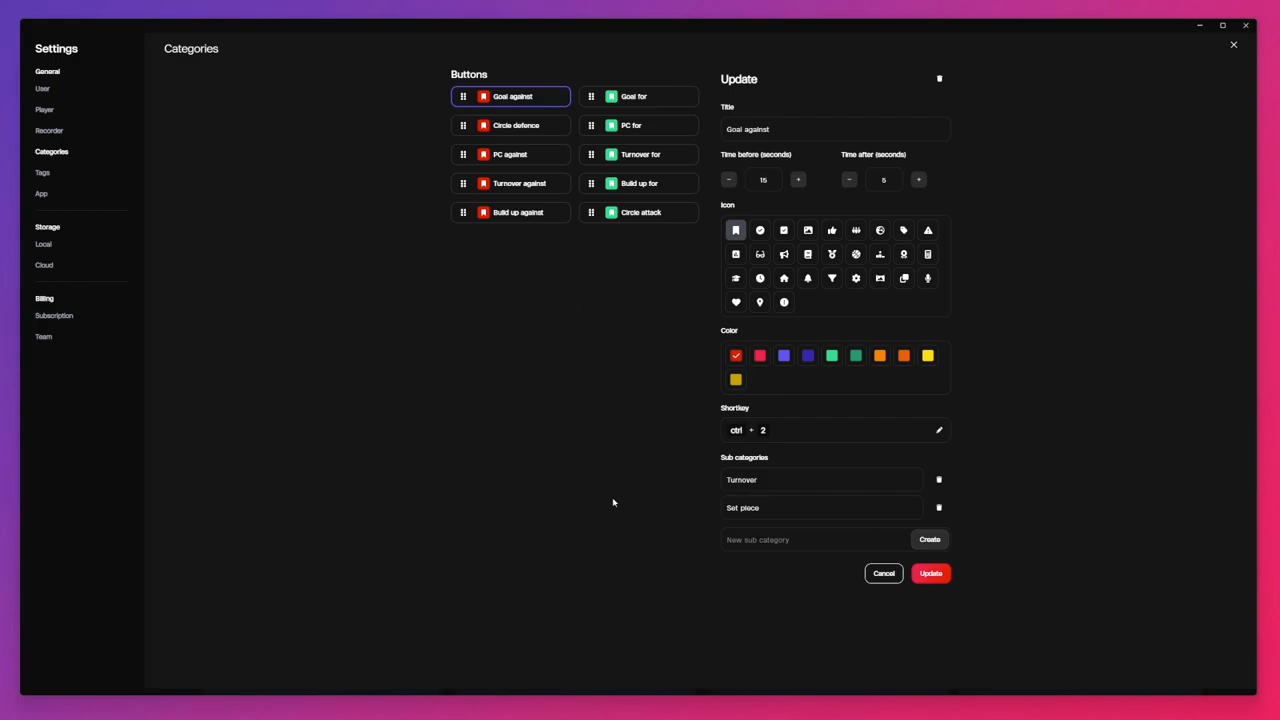 Settings
General
User
Player
Recorder
Categories
Tags
App
Storage
Local
Cloud
Billing
Subscription
Team
Categories
Buttons
Goal against
Goal for
Circle defence
PC for
PC against
Turnover for
Turnover against
Build up for
Build up against
Circle attack
Update
Title
Goal against
Time before (seconds)
Time after (seconds)
− 15 +
− 5 +
Icon
Color
Shortkey
ctrl + 2
Sub categories
Turnover
Set piece
New sub category
Create
Cancel
Update